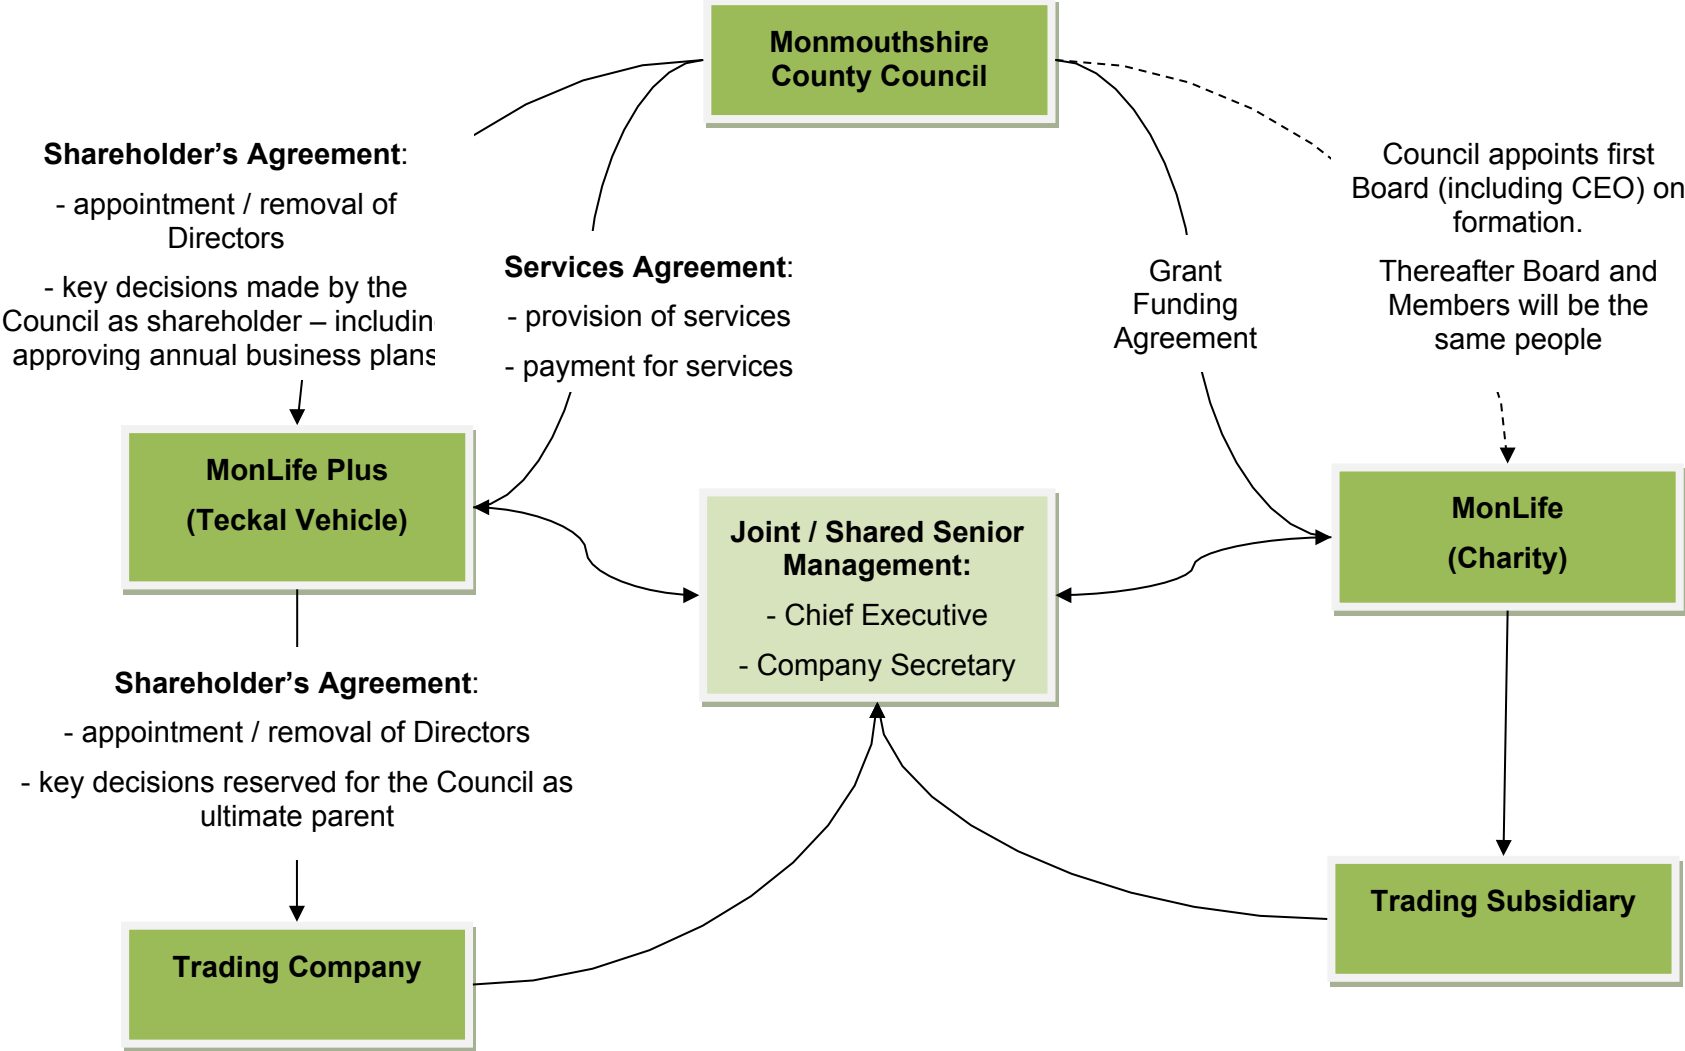 Monmouthshire
County Council
Shareholder’s Agreement:
- appointment / removal of
Directors
- key decisions made by the
Council as shareholder – includin
approving annual business plans
Services Agreement:
- provision of services
- payment for services
Grant
Funding
Agreement
Council appoints first
Board (including CEO) on
formation.
Thereafter Board and
Members will be the
same people
MonLife Plus
(Teckal Vehicle)
Joint / Shared Senior
Management:
- Chief Executive
- Company Secretary
MonLife
(Charity)
Shareholder’s Agreement:
- appointment / removal of Directors
- key decisions reserved for the Council as
ultimate parent
Trading Company
Trading Subsidiary